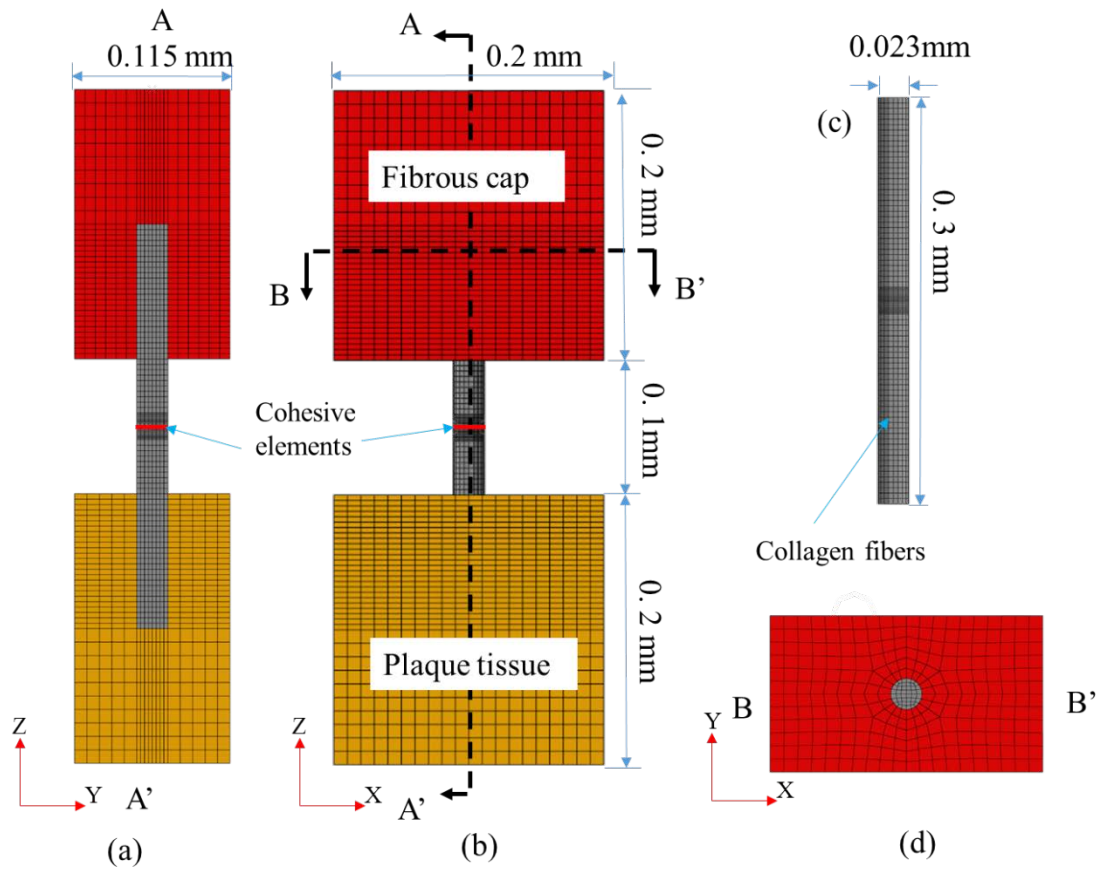 A
0.115 mm
Z
Y
A’
(a)
A
0.2 mm
Fibrous cap
0. 2 mm
B
B’
Cohesive
elements
0. 1mm
Plaque tissue
0. 2 mm
Z
X
A’
(b)
0.023mm
(c)
0. 3 mm
Collagen fibers
B
B’
Y
X
(d)